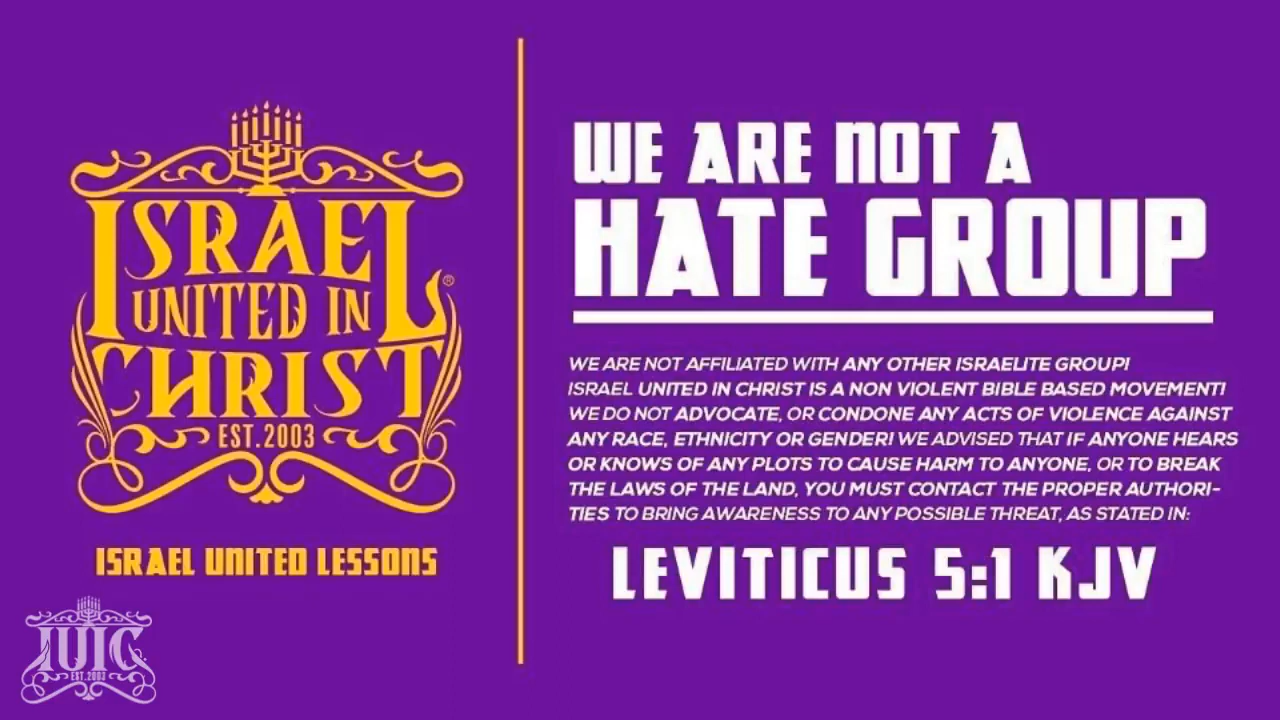 ISRAEL
UNITED IN
CHRIST
EST.2003
ISRAEL UNITED LESSONS
IUIC
EST.2003
WE ARE NOT A
HATE GROUP
WE ARE NOT AFFILIATED WITH ANY OTHER ISRAELITE GROUP!
ISRAEL UNITED IN CHRIST IS A NON VIOLENT BIBLE BASED MOVEMENT!
WE DO NOT ADVOCATE, OR CONDONE ANY ACTS OF VIOLENCE AGAINST
ANY RACE, ETHNICITY OR GENDER! WE ADVISED THAT IF ANYONE HEARS
OR KNOWS OF ANY PLOTS TO CAUSE HARM TO ANYONE, OR TO BREAK
THE LAWS OF THE LAND, YOU MUST CONTACT THE PROPER AUTHORI-
TIES TO BRING AWARENESS TO ANY POSSIBLE THREAT, AS STATED IN:
LEVITICUS 5:1 KJV